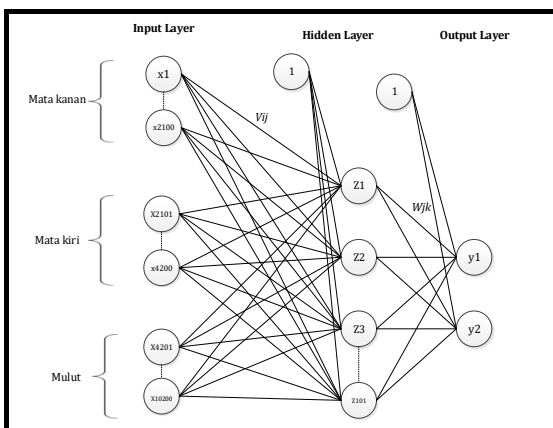 Input Layer
Hidden Layer
Output Layer
Mata kanan
x1
x2100
1
1
Vij
Mata kiri
X2101
x4200
Z1
Wjk
Z2
y1
Mulut
X4201
X10200
Z3
y2
Z101